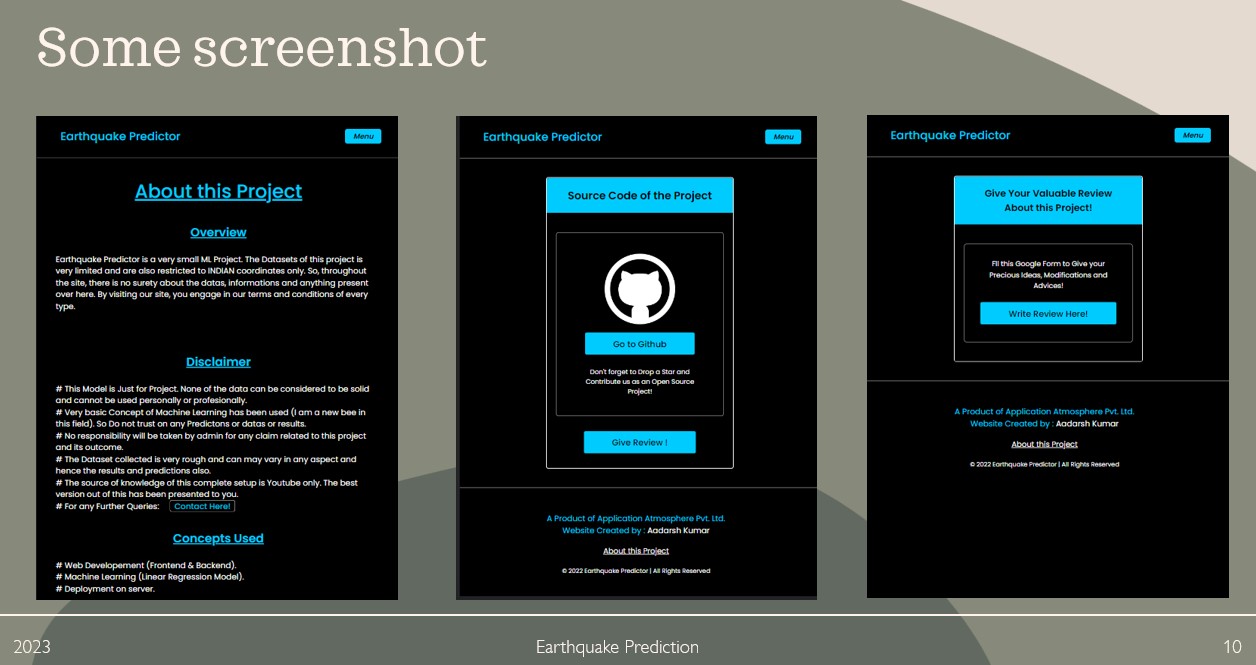 Some screenshot
Earthquake Predictor
Menu
About this Project
Overview
Earthquake Predictor is a very small ML Project. The Datasets of this project is
very limited and are also restricted to INDIAN coordinates only. So, throughout
the site, there is no surety about the datas, informations and anything present
over here. By visiting our site, you engage in our terms and conditions of every
type.
Disclaimer
# This Model is Just for Project. None of the data can be considered to be solid
and cannot be used personally or profesionally.
# Very basic Concept of Machine Learning has been used (I am a new bee in
this field). So Do not trust on any Predictons or datas or results.
# No responsibility will be taken by admin for any claim related to this project
and its outcome.
# The Dataset collected is very rough and can may vary in any aspect and
hence the results and predictions also.
# The source of knowledge of this complete setup is Youtube only. The best
version out of this has been presented to you.
# For any Further Queries: Contact Here!
Concepts Used
# Web Developement (Frontend & Backend).
# Machine Learning (Linear Regression Model).
# Deployment on server.
Earthquake Predictor
Menu
Source Code of the Project
Go to Github
Don't forget to Drop a Star and
Contribute us as an Open Source
Project!
Give Review !
A Product of Application Atmosphere Pvt. Ltd.
Website Created by : Aadarsh Kumar
About this Project
© 2022 Earthquake Predictor | All Rights Reserved
Earthquake Predictor
Menu
Give Your Valuable Review
About this Project!
Fll this Google Form to Give your
Precious Ideas, Modifications and
Advices!
Write Review Here!
A Product of Application Atmosphere Pvt. Ltd.
Website Created by : Aadarsh Kumar
About this Project
© 2022 Earthquake Predictor | All Rights Reserved
2023
Earthquake Prediction
10